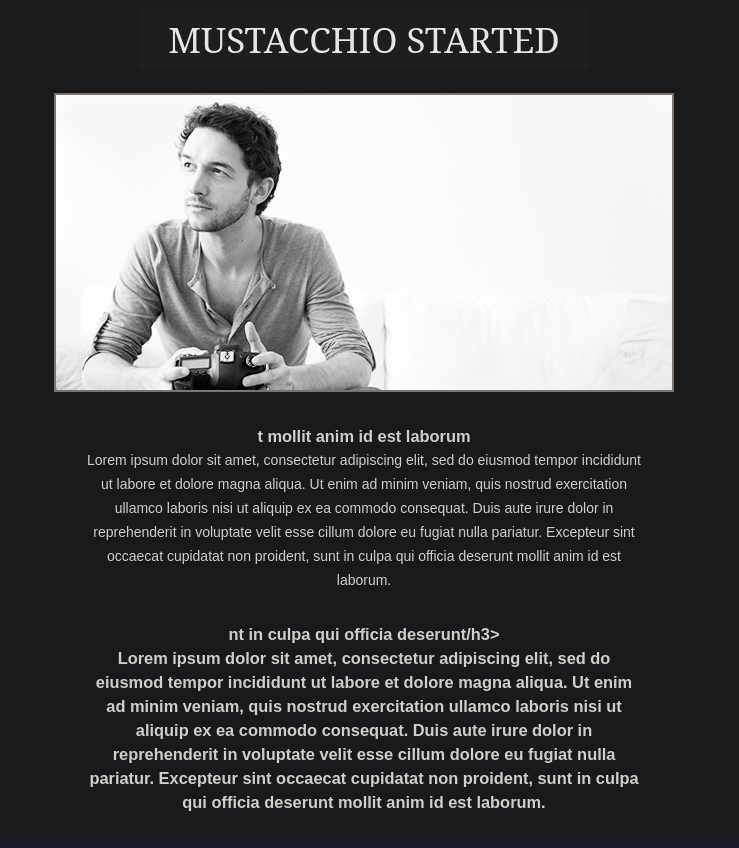 MUSTACCHIO STARTED
t mollit anim id est laborum
Lorem ipsum dolor sit amet, consectetur adipiscing elit, sed do eiusmod tempor incididunt
ut labore et dolore magna aliqua. Ut enim ad minim veniam, quis nostrud exercitation
ullamco laboris nisi ut aliquip ex ea commodo consequat. Duis aute irure dolor in
reprehenderit in voluptate velit esse cillum dolore eu fugiat nulla pariatur. Excepteur sint
occaecat cupidatat non proident, sunt in culpa qui officia deserunt mollit anim id est
laborum.
nt in culpa qui officia deserunt/h3>
Lorem ipsum dolor sit amet, consectetur adipiscing elit, sed do
eiusmod tempor incididunt ut labore et dolore magna aliqua. Ut enim
ad minim veniam, quis nostrud exercitation ullamco laboris nisi ut
aliquip ex ea commodo consequat. Duis aute irure dolor in
reprehenderit in voluptate velit esse cillum dolore eu fugiat nulla
pariatur. Excepteur sint occaecat cupidatat non proident, sunt in culpa
qui officia deserunt mollit anim id est laborum.